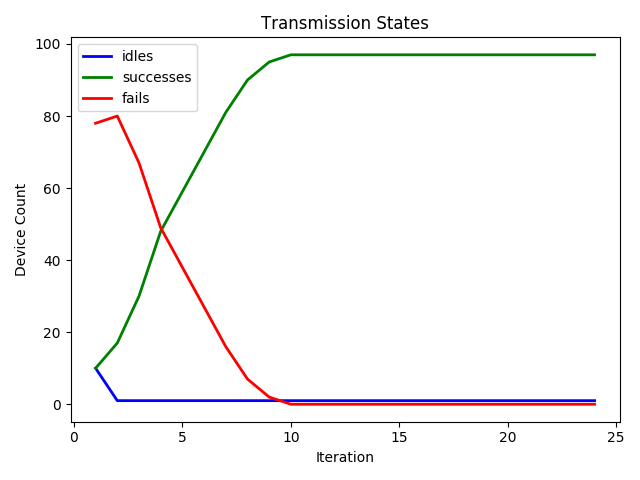 Transmission States
idles
successes
fails
Device Count
100
80
60
40
20
0
0 5 10 15 20 25
Iteration